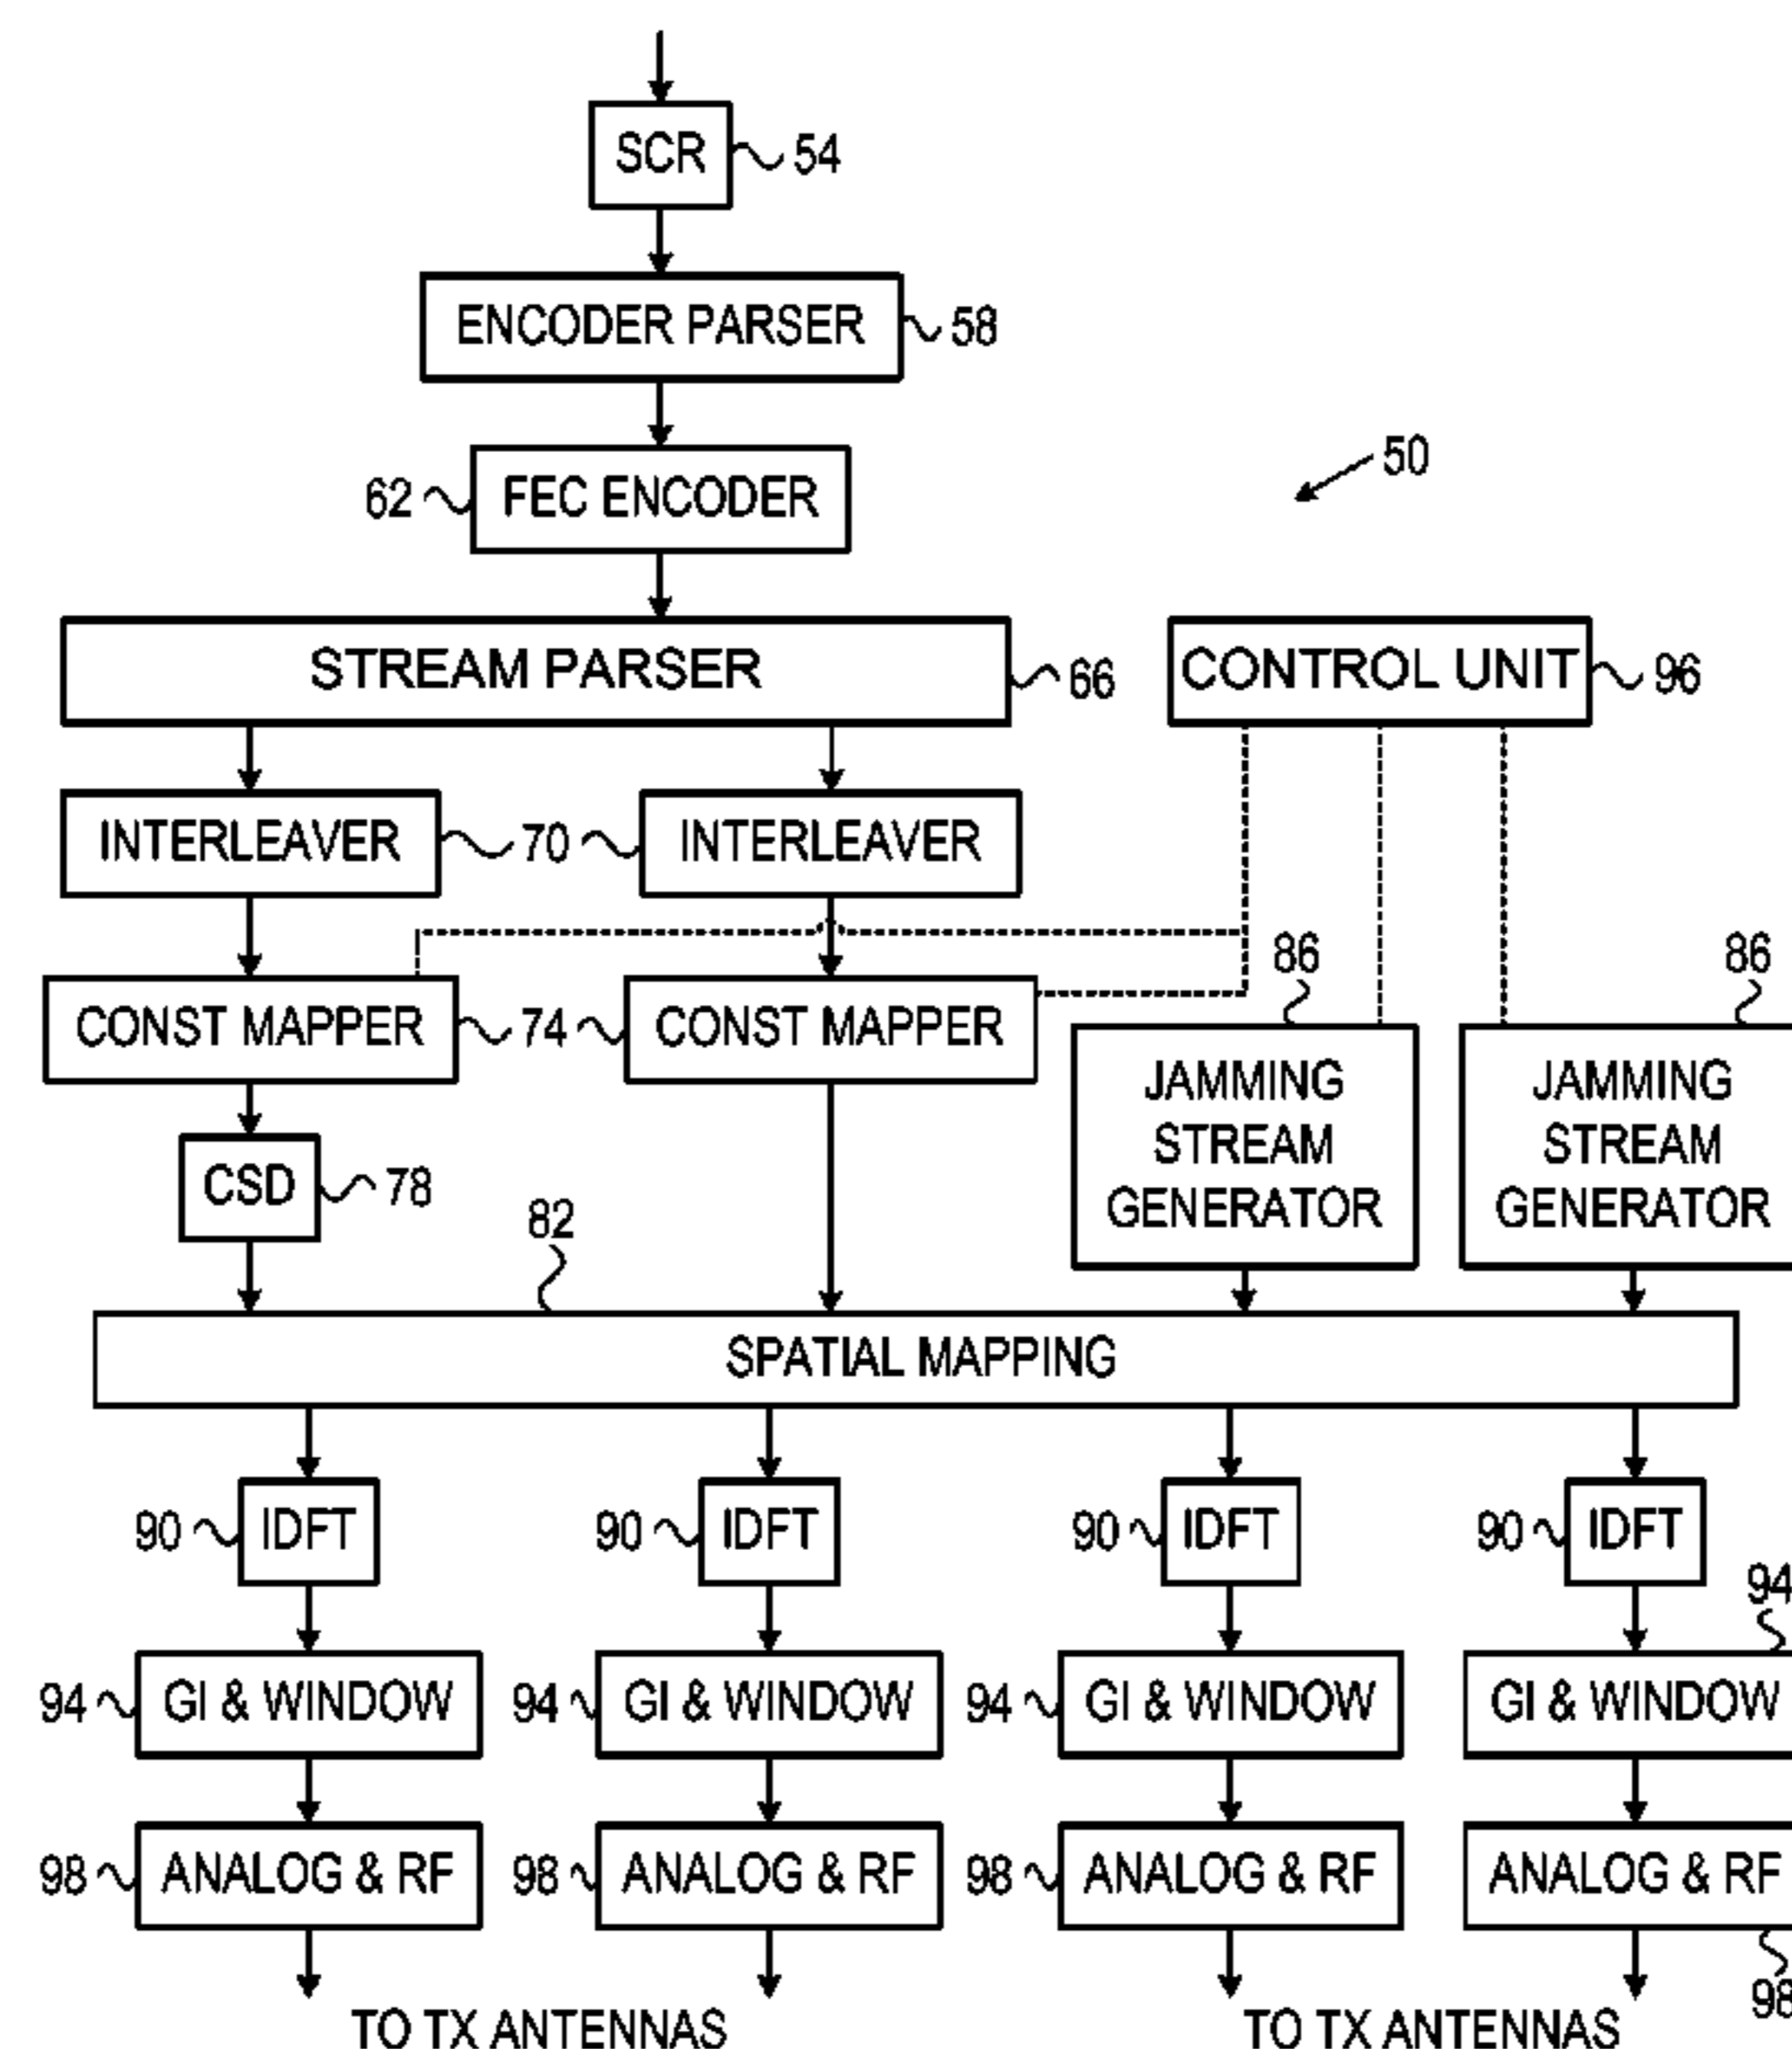 SCR
54
ENCODER PARSER
58
50
62
FEC ENCODER
STREAM PARSER
66
CONTROL UNIT
96
INTERLEAVER
70
INTERLEAVER
86
86
CONST MAPPER
74
CONST MAPPER
JAMMING
STREAM
GENERATOR
JAMMING
STREAM
GENERATOR
CSD
78
82
SPATIAL MAPPING
90
IDFT
90
IDFT
90
IDFT
90
IDFT
94
94
GI & WINDOW
94
GI & WINDOW
94
GI & WINDOW
GI & WINDOW
98
ANALOG & RF
98
ANALOG & RF
98
ANALOG & RF
ANALOG & RF
98
TO TX ANTENNAS
TO TX ANTENNAS